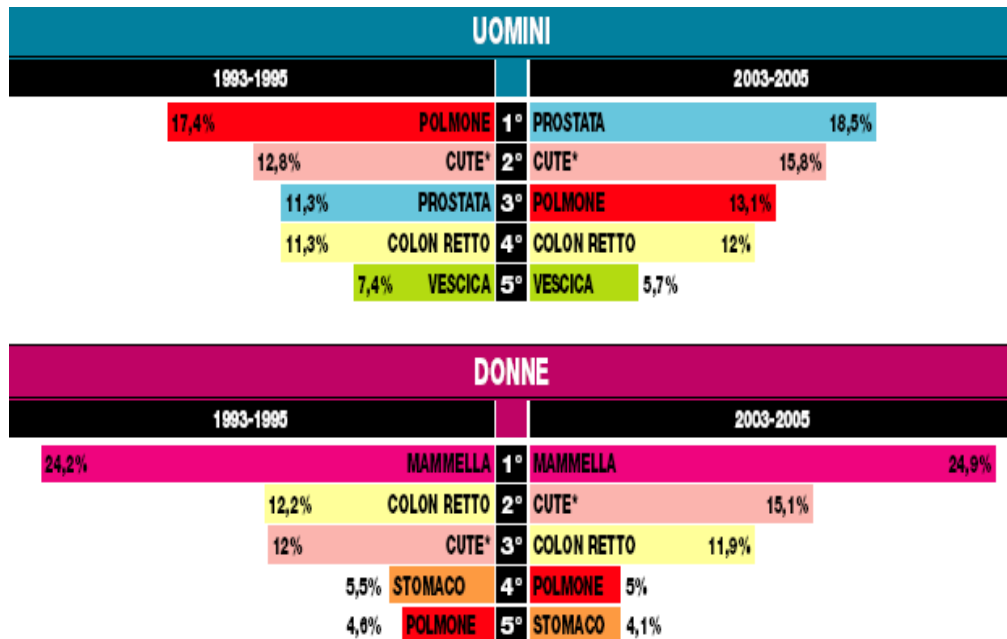 UOMINI
1993-1995 2003-2005
17,4% POLMONE 1° PROSTATA 18,5%
12,8% CUTE* 2° CUTE* 15,8%
11,3% PROSTATA 3° POLMONE 13,1%
11,3% COLON RETTO 4° COLON RETTO 12%
7,4% VESCICA 5° VESCICA 5,7%
DONNE
1993-1995 2003-2005
24,2% MAMMELLA 1° MAMMELLA 24,9%
12,2% COLON RETTO 2° CUTE* 15,1%
12% CUTE* 3° COLON RETTO 11,9%
5,5% STOMACO 4° POLMONE 5%
4,6% POLMONE 5° STOMACO 4,1%